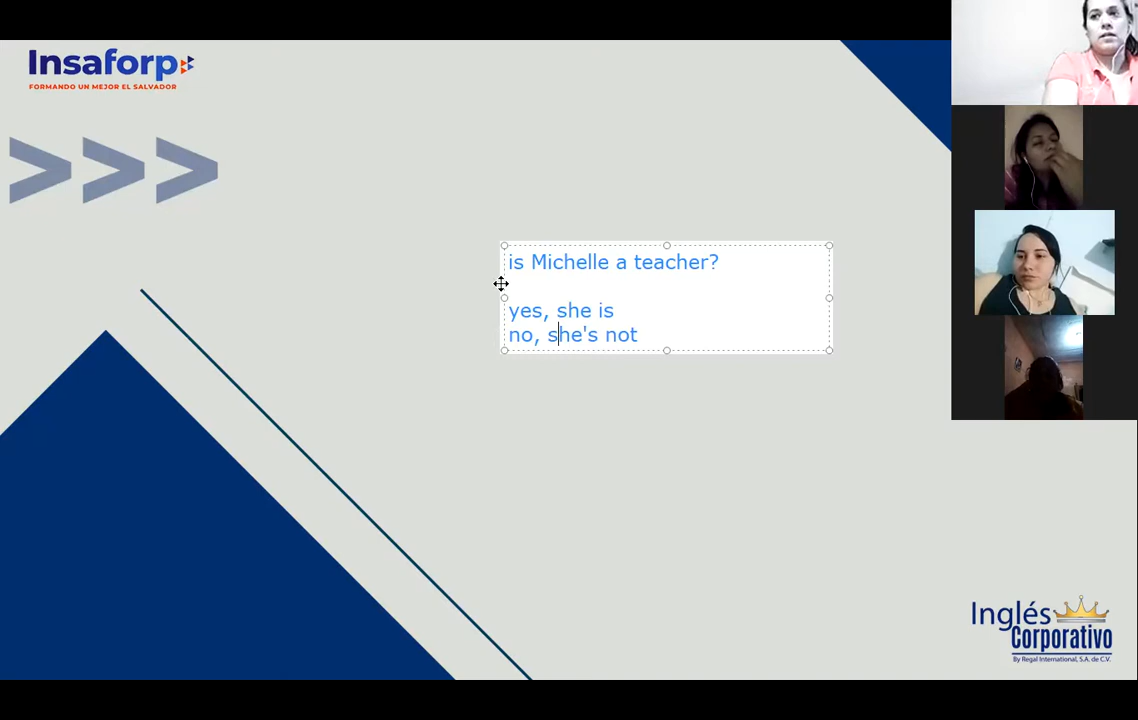 Insaforp
FORMANDO UN MEJOR EL SALVADOR
>>>
is Michelle a teacher?
yes, she is
no, she's not
Inglés
Corporativo
By Regal International, S.A. de C.V.